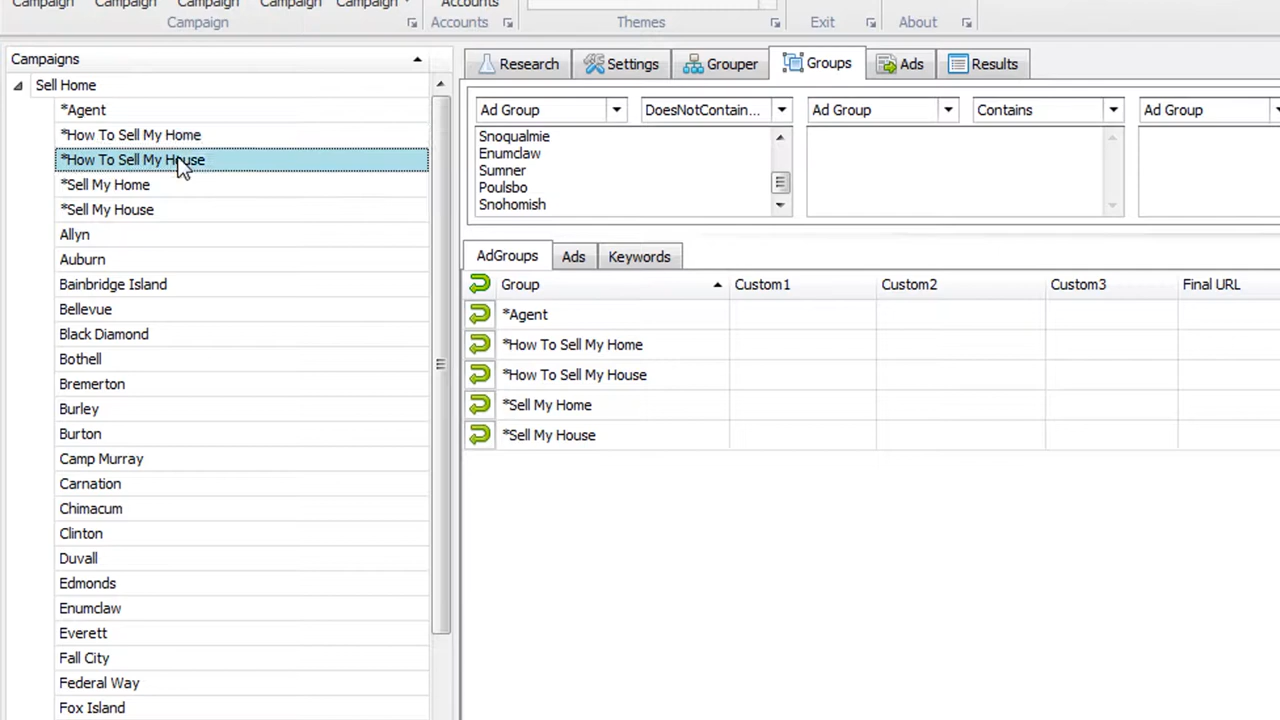 Campaign Campaign Campaign Campaign Campaign Accounts
Campaign Accounts Themes Exit About
Campaigns
Sell Home
*Agent
*How To Sell My Home
*How To Sell My House
*Sell My Home
*Sell My House
Allyn
Auburn
Bainbridge Island
Bellevue
Black Diamond
Bothell
Bremerton
Burley
Burton
Camp Murray
Carnation
Chimacum
Clinton
Duvall
Edmonds
Enumclaw
Everett
Fall City
Federal Way
Fox Island
Research Settings Grouper Groups Ads Results
Ad Group DoesNotContain... Ad Group Contains Ad Group
Snoqualmie
Enumclaw
Sumner
Poulsbo
Snohomish
AdGroups Ads Keywords
Group Custom1 Custom2 Custom3 Final URL
*Agent
*How To Sell My Home
*How To Sell My House
*Sell My Home
*Sell My House